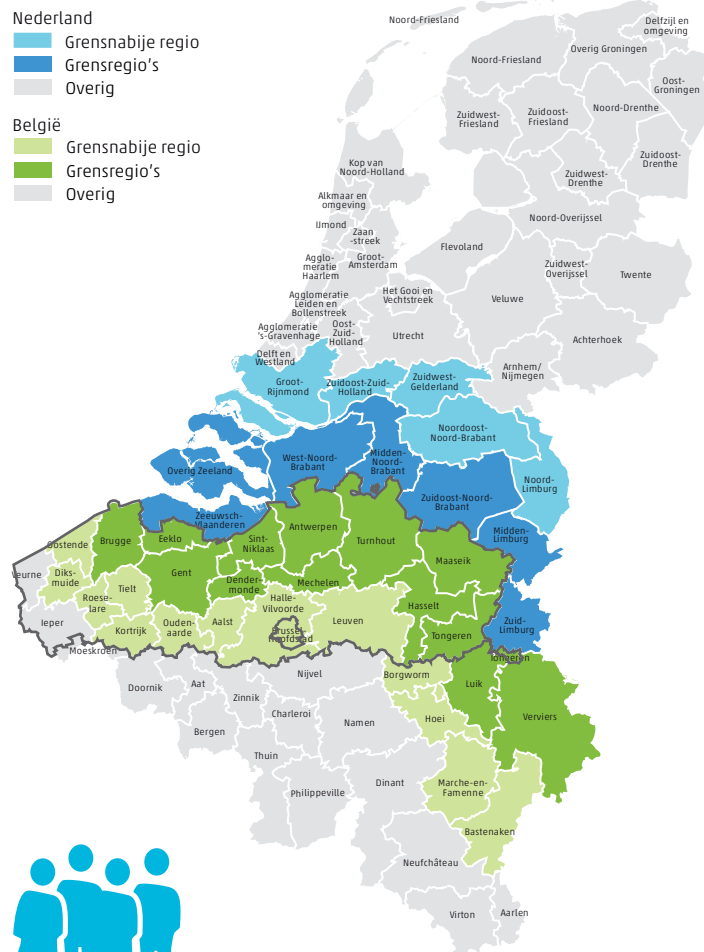 Nederland
Grensnabije regio
Grensregio's
Overig
België
Grensnabije regio
Grensregio's
Overig
Noord-Friesland
Delfzijl en
omgeving
Overig Groningen
Noord-Friesland
Oost-
Groningen
Zuidwest-
Friesland
Zuidoost-
Friesland
Noord-Drenthe
Zuidoost-
Drenthe
Kop van
Noord-Holland
Zuidwest-
Drenthe
Alkmaar en
omgeving
Noord-Overijssel
IJmond
Zaan
-streek
Flevoland
Agglo-
meratie
Haarlem
Groot-
Amsterdam
Zuidwest-
Overijssel
Twente
Het Gooi en
Vechtstreek
Veluwe
Agglomeratie
Leiden en
Bollenstreek
Agglomeratie
's-Gravenhage
Oost-
Zuid-
Holland
Utrecht
Achterhoek
Delft en
Westland
Arnhem/
Nijmegen
Groot-
Rijnmond
Zuidoost-Zuid-
Holland
Zuidwest-
Gelderland
Noordoost-
Noord-Brabant
West-Noord-
Brabant
Midden-
Noord-
Brabant
Overig Zeeland
Zuidoost-Noord-
Brabant
Noord-
Limburg
Zeeuwsch-
Vlaanderen
Midden-
Limburg
Oostende
Brugge
Eeklo
Sint-
Niklaas
Antwerpen
Turnhout
Maaseik
Veurne
Diks-
muide
Gent
Dender-
monde
Mechelen
Roese-
lare
Tielt
Halle-
Vilvoorde
Hasselt
Ieper
Kortrijk
Ouden-
aarde
Aalst
Brussel-
Hoofdstad
Leuven
Tongeren
Zuid-
Limburg
Moeskroen
Tongeren
Doornik
Aat
Zinnik
Nijvel
Borgworm
Luik
Verviers
Bergen
Charleroi
Namen
Hoei
Thuin
Philippeville
Dinant
Marche-en-
Famenne
Bastenaken
Neufchâteau
Virton
Aarlen